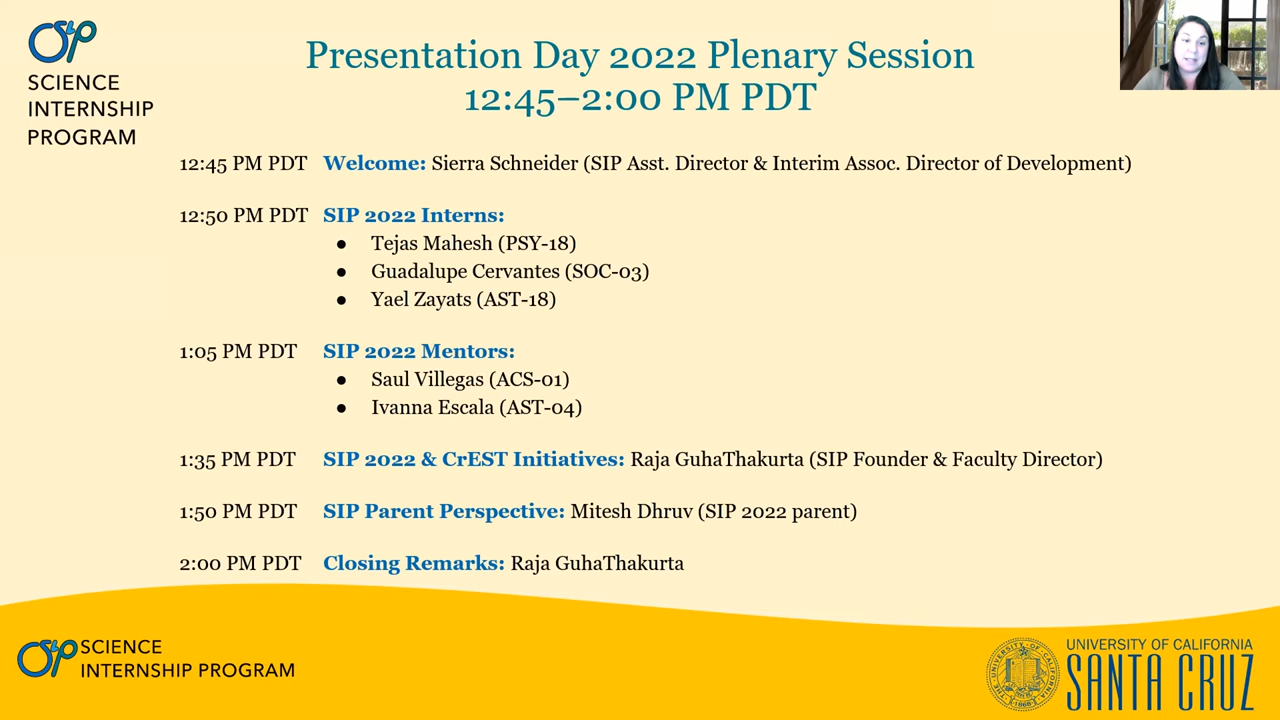 SIP
SCIENCE
INTERNSHIP
PROGRAM
Presentation Day 2022 Plenary Session
12:45–2:00 PM PDT
12:45 PM PDT Welcome: Sierra Schneider (SIP Asst. Director & Interim Assoc. Director of Development)
12:50 PM PDT SIP 2022 Interns:
● Tejas Mahesh (PSY-18)
● Guadalupe Cervantes (SOC-03)
● Yael Zayats (AST-18)
1:05 PM PDT SIP 2022 Mentors:
● Saul Villegas (ACS-01)
● Ivanna Escala (AST-04)
1:35 PM PDT SIP 2022 & CrEST Initiatives: Raja GuhaThakurta (SIP Founder & Faculty Director)
1:50 PM PDT SIP Parent Perspective: Mitesh Dhruv (SIP 2022 parent)
2:00 PM PDT Closing Remarks: Raja GuhaThakurta
SIP SCIENCE
INTERNSHIP PROGRAM
UNIVERSITY OF CALIFORNIA
SANTA CRUZ